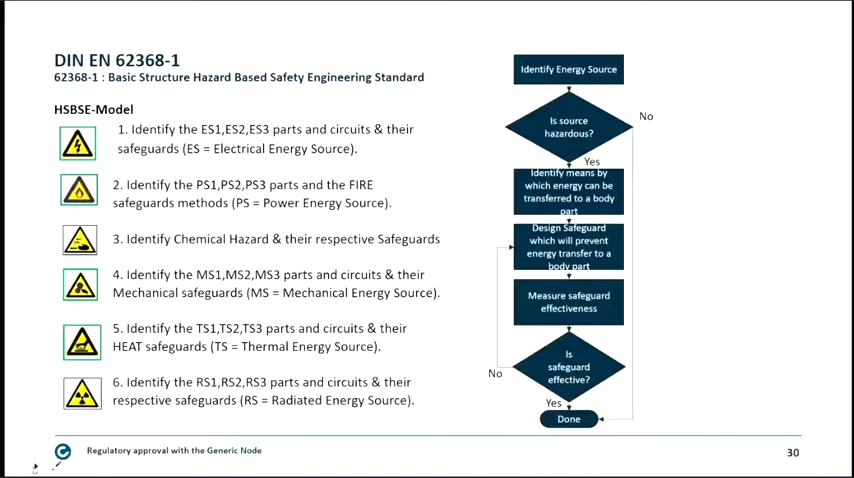 DIN EN 62368-1
62368-1 : Basic Structure Hazard Based Safety Engineering Standard
HSBSE-Model
1. Identify the ES1,ES2,ES3 parts and circuits & their
safeguards (ES = Electrical Energy Source).
2. Identify the PS1,PS2,PS3 parts and the FIRE
safeguards methods (PS = Power Energy Source).
3. Identify Chemical Hazard & their respective Safeguards
4. Identify the MS1,MS2,MS3 parts and circuits & their
Mechanical safeguards (MS = Mechanical Energy Source).
5. Identify the TS1,TS2,TS3 parts and circuits & their
HEAT safeguards (TS = Thermal Energy Source).
6. Identify the RS1,RS2,RS3 parts and circuits & their
respective safeguards (RS = Radiated Energy Source).
Identify Energy Source
Is source
hazardous?
No
Yes
Identify means by
which energy can be
transferred to a body
part
Design Safeguard
which will prevent
energy transfer to a
body part
Measure safeguard
effectiveness
Is
safeguard
effective?
No
Yes
Done
Regulatory approval with the Generic Node
30